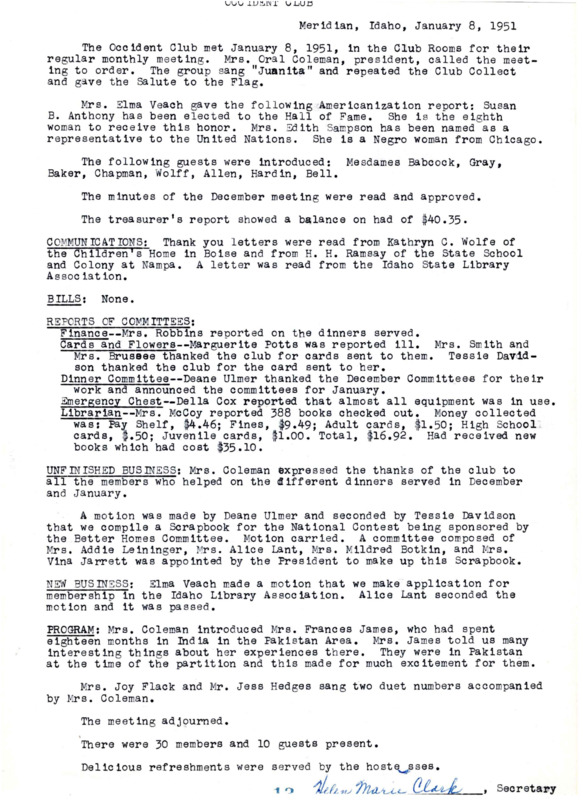 OCCIDENT CLUB
Meridian, Idaho, January 8, 1951
The Occident Club met January 8, 1951, in the Club Rooms for their
regular monthly meeting. Mrs. Oral Coleman, president, called the meet-
ing to order. The group sang "Juanita" and repeated the Club Collect
and gave the Salute to the Flag.
Mrs. Elma Veach gave the following Americanization report: Susan
B. Anthony has been elected to the Hall of Fame. She is the eighth
woman to receive this honor. Mrs. Edith Sampson has been named as a
representative to the United Nations. She is a Negro woman from Chicago.
The following guests were introduced: Mesdames Babcock, Gray,
Baker, Chapman, Wolff, Allen, Hardin, Bell.
The minutes of the December meeting were read and approved.
The treasurer's report showed a balance on had of $40.35.
COMMUNICATIONS: Thank you letters were read from Kathryn C. Wolfe of
the Children's Home in Boise and from H. H. Ramsay of the State School
and Colony at Nampa. A letter was read from the Idaho State Library
Association.
BILLS: None.
REPORTS OF COMMITTEES:
Finance--Mrs. Robbins reported on the dinners served.
Cards and Flowers--Marguerite Potts was reported ill. Mrs. Smith and
Mrs. Brusee thanked the club for cards sent to them. Tessie David-
son thanked the club for the card sent to her.
Dinner Committee--Deane Ulmer thanked the December Committees for their
work and announced the committees for January.
Emergency Chest--Della Cox reported that almost all equipment was in use.
Librarian--Mrs. McCoy reported 388 books checked out. Money collected
was: Pay Shelf, $4.46; Fines, $9.49; Adult cards, $1.50; High School
cards, $.50; Juvenile cards, $1.00. Total, $16.92. Had received new
books which had cost $35.10.
UNFINISHED BUSINESS: Mrs. Coleman expressed the thanks of the club to
all the members who helped on the different dinners served in December
and January.
A motion was made by Deane Ulmer and seconded by Tessie Davidson
that we compile a Scrapbook for the National Contest being sponsored by
the Better Homes Committee. Motion carried. A committee composed of
Mrs. Addie Leininger, Mrs. Alice Lant, Mrs. Mildred Botkin, and Mrs.
Vina Jarrett was appointed by the President to make up this Scrapbook.
NEW BUSINESS: Elma Veach made a motion that we make application for
membership in the Idaho Library Association. Alice Lant seconded the
motion and it was passed.
PROGRAM: Mrs. Coleman introduced Mrs. Frances James, who had spent
eighteen months in India in the Pakistan Area. Mrs. James told us many
interesting things about her experiences there. They were in Pakistan
at the time of the partition and this made for much excitement for them.
Mrs. Joy Flack and Mr. Jess Hedges sang two duet numbers accompanied
by Mrs. Coleman.
The meeting adjourned.
There were 30 members and 10 guests present.
Delicious refreshments were served by the hostesses.
Helen Marie Clark, Secretary